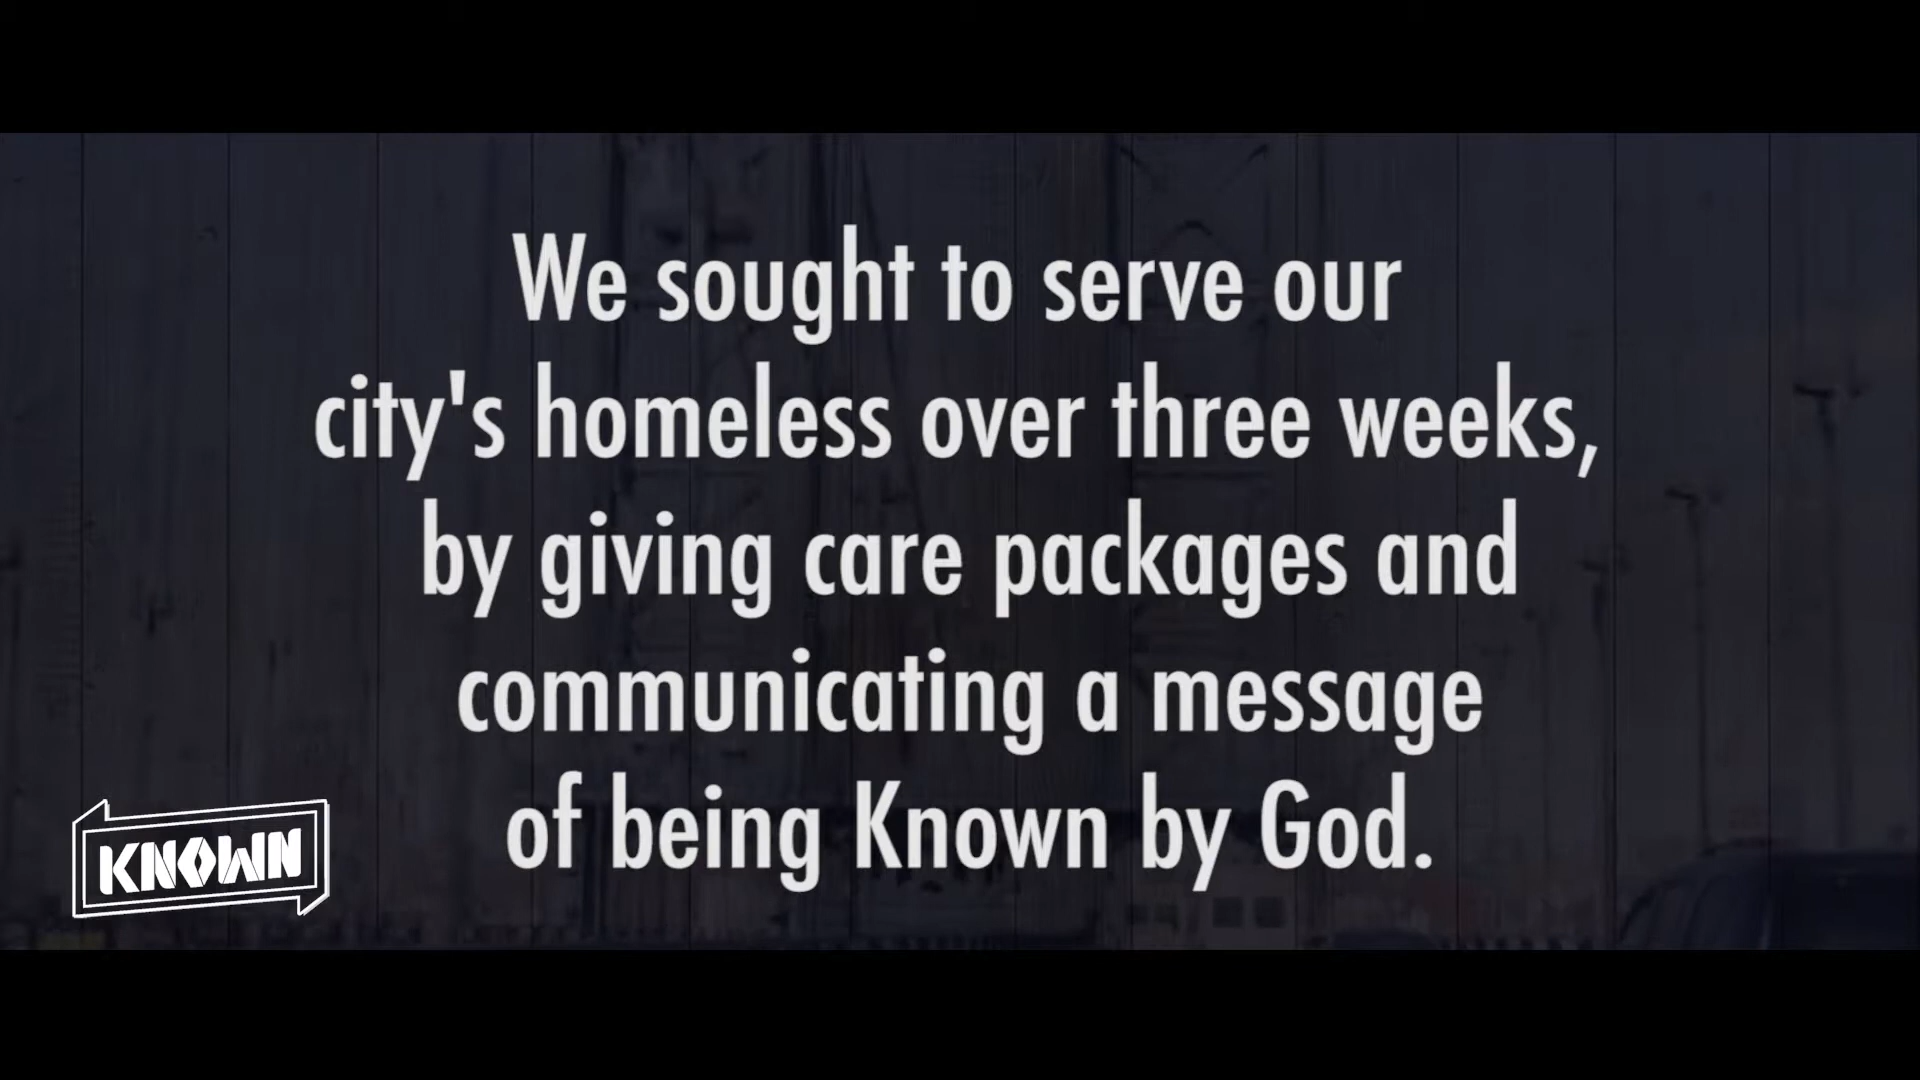 We sought to serve our
city's homeless over three weeks,
by giving care packages and
communicating a message
of being Known by God.
KNOWN